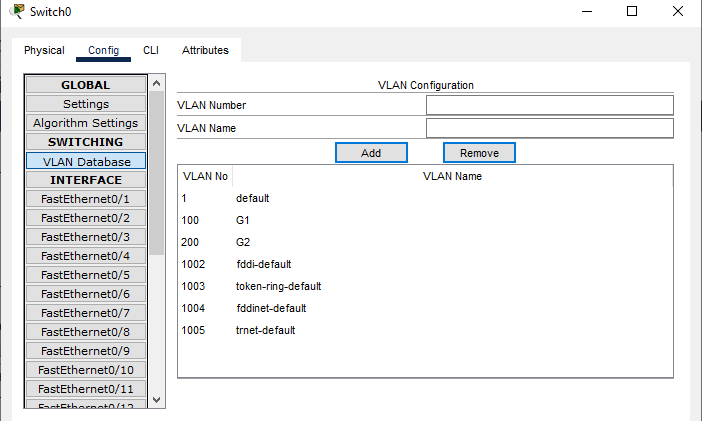 Switch0
Physical Config CLI Attributes
GLOBAL
Settings
Algorithm Settings
SWITCHING
VLAN Database
INTERFACE
FastEthernet0/1
FastEthernet0/2
FastEthernet0/3
FastEthernet0/4
FastEthernet0/5
FastEthernet0/6
FastEthernet0/7
FastEthernet0/8
FastEthernet0/9
FastEthernet0/10
FastEthernet0/11
FastEthernet0/12
VLAN Configuration
VLAN Number
VLAN Name
Add Remove
VLAN No VLAN Name
1 default
100 G1
200 G2
1002 fddi-default
1003 token-ring-default
1004 fddinet-default
1005 trnet-default